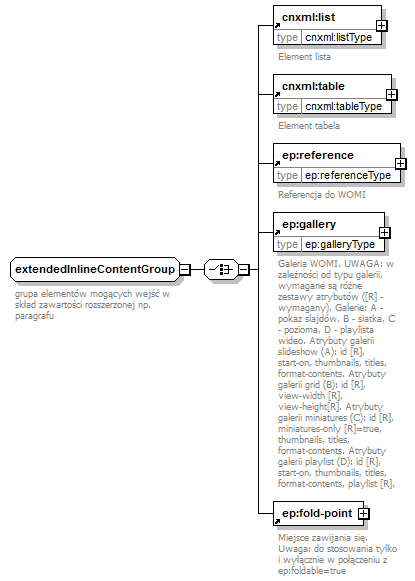 cnxml:list
type cnxml:listType
Element lista
cnxml:table
type cnxml:tableType
Element tabela
ep:reference
type ep:referenceType
Referencja do WOMI
ep:gallery
type ep:galleryType
Galeria WOMI. UWAGA: w
zależności od typu galerii,
wymagane są różne
zestawy atrybutów ([R] -
wymagany). Galerie: A -
pokaz slajdów, B - siatka, C
- pozioma, D - playlista
wideo. Atrybuty galerii
slideshow (A): id [R],
start-on, thumbnails, titles,
format-contents. Atrybuty
galerii grid (B): id [R],
view-width [R],
view-height[R]. Atrybuty
galerii miniatures (C): id [R],
miniatures-only [R]=true,
thumbnails, titles,
format-contents. Atrybuty
galerii playlist (D): id [R],
start-on, thumbnails, titles,
format-contents, playlist [R].
extendedInlineContentGroup
grupa elementów mogących wejść w
skład zawartości rozszerzonej np.
paragrafu
ep:fold-point
Miejsce zawijania się.
Uwaga: do stosowania tylko
i wyłącznie w połączeniu z
ep:foldable=true